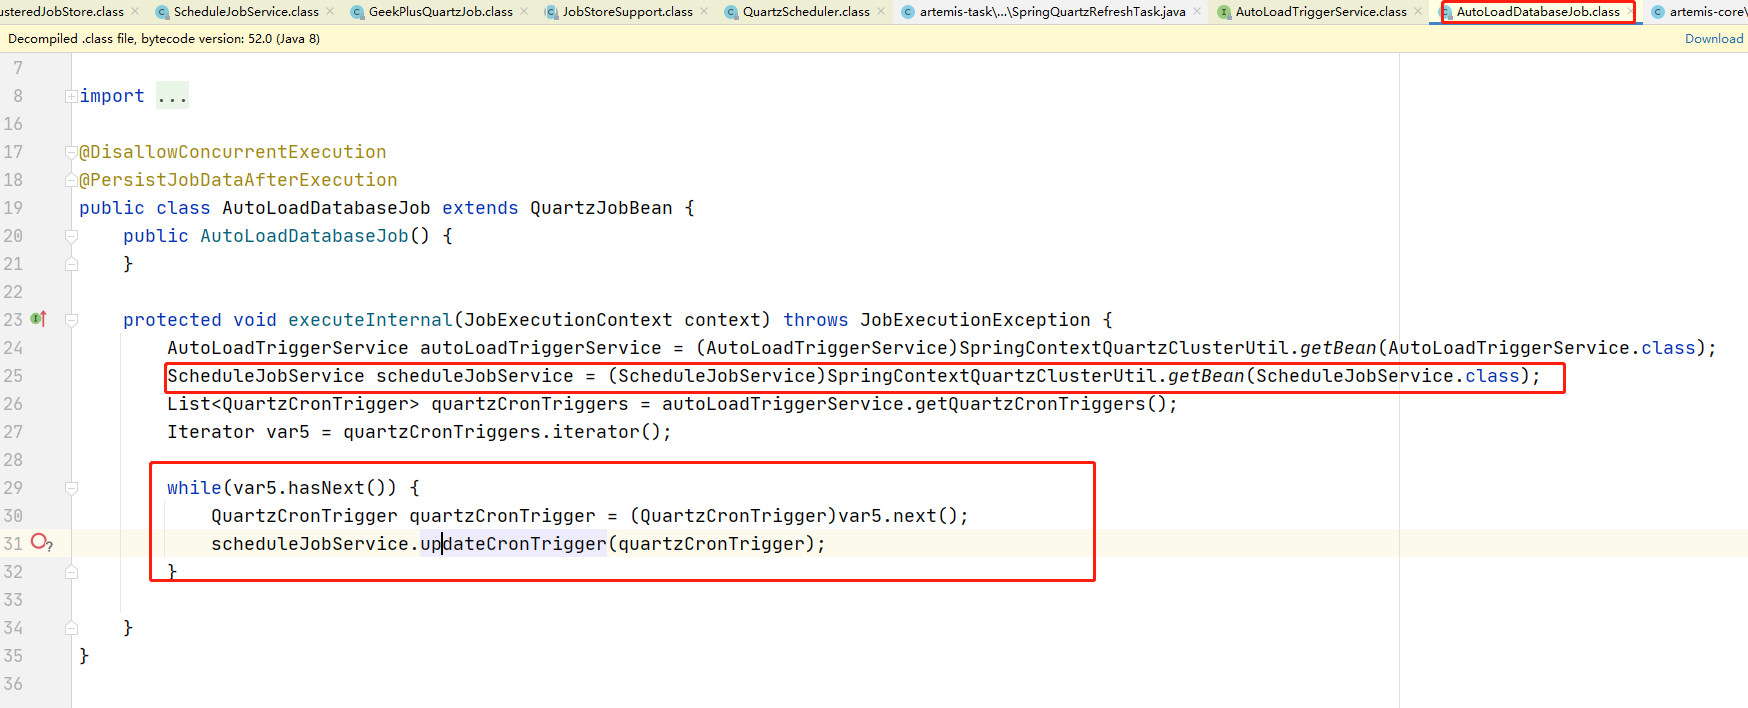 usteredJobStore.class ScheduleJobService.class GeekPlusQuartzJob.class JobStoreSupport.class QuartzScheduler.class artemis-task\...\SpringQuartzRefreshTask.java AutoLoadTriggerService.class AutoLoadDatabaseJob.class artemis-core\
Decompiled .class file, bytecode version: 52.0 (Java 8) Download
7
8 import ...
16
17 @DisallowConcurrentExecution
18 @PersistJobDataAfterExecution
19 public class AutoLoadDatabaseJob extends QuartzJobBean {
20 public AutoLoadDatabaseJob() {
21 }
22
23 protected void executeInternal(JobExecutionContext context) throws JobExecutionException {
24 AutoLoadTriggerService autoLoadTriggerService = (AutoLoadTriggerService)SpringContextQuartzClusterUtil.getBean(AutoLoadTriggerService.class);
25 ScheduleJobService scheduleJobService = (ScheduleJobService)SpringContextQuartzClusterUtil.getBean(ScheduleJobService.class);
26 List<QuartzCronTrigger> quartzCronTriggers = autoLoadTriggerService.getQuartzCronTriggers();
27 Iterator var5 = quartzCronTriggers.iterator();
28
29 while(var5.hasNext()) {
30 QuartzCronTrigger quartzCronTrigger = (QuartzCronTrigger)var5.next();
31 scheduleJobService.updateCronTrigger(quartzCronTrigger);
32 }
33
34 }
35 }
36